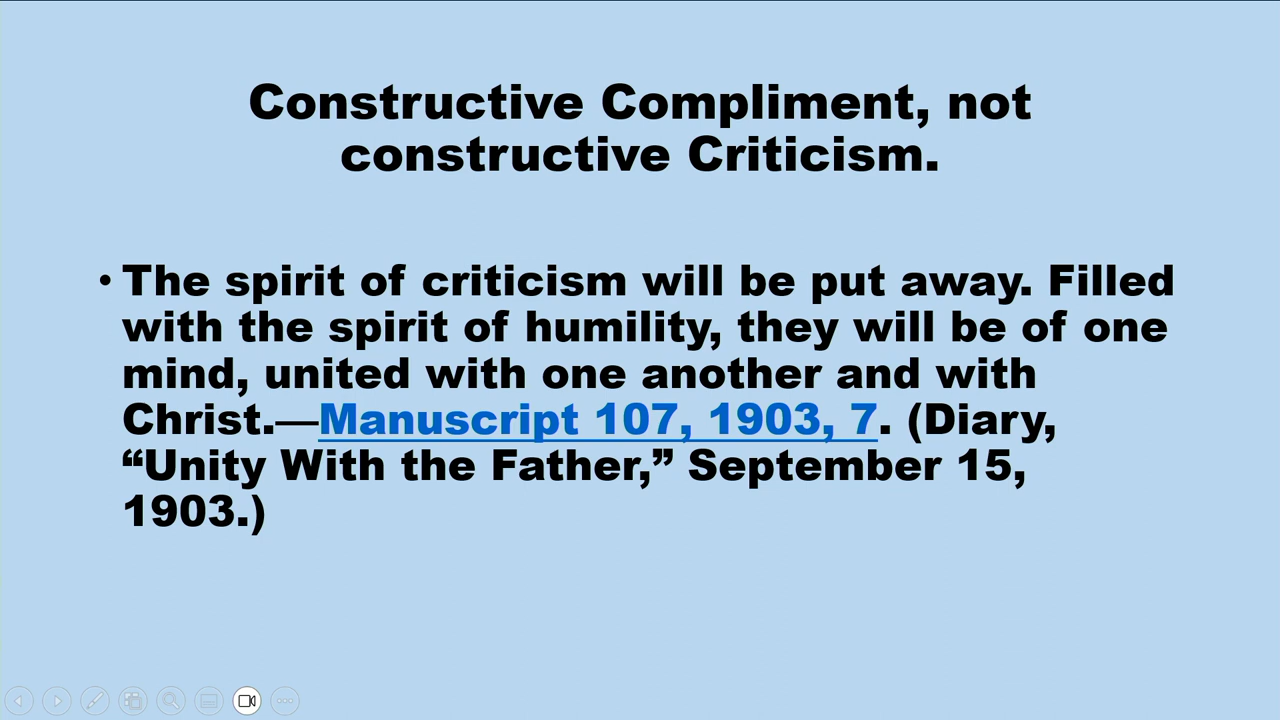 Constructive Compliment, not
constructive Criticism.
• The spirit of criticism will be put away. Filled
with the spirit of humility, they will be of one
mind, united with one another and with
Christ.—Manuscript 107, 1903, 7. (Diary,
“Unity With the Father,” September 15,
1903.)